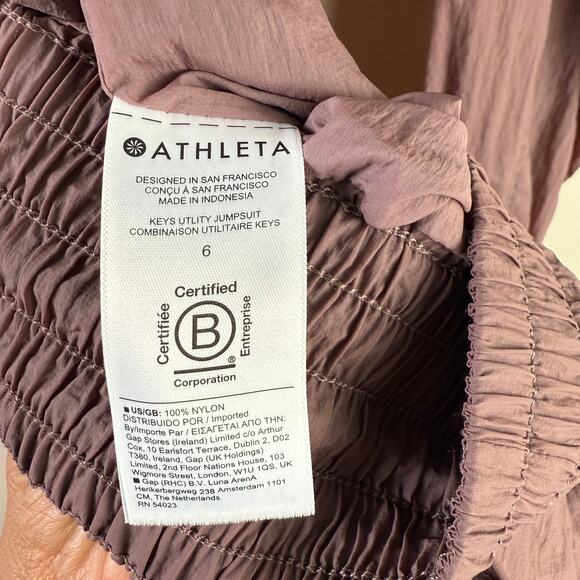 ATHLETA
DESIGNED IN SAN FRANCISCO
CONÇU À SAN FRANCISCO
MADE IN INDONESIA
KEYS UTLITY JUMPSUIT
COMBINAISON UTILITAIRE KEYS
6
Certified
Certifiée
B
®
Entreprise
Corporation
■ US/GB: 100% NYLON
DISTRIBUIDO POR / Imported
By/Importe Par / ΕΙΣΑΓΕΤΑΙ ΑΠΟ ΤΗΝ:
Gap Stores (Ireland) Limited c/o Arthur
Cox, 10 Earlsfort Terrace, Dublin 2, D02
T380, Ireland, Gap (UK Holdings)
Limited, 2nd Floor Nations House, 103
Wigmore Street, London, W1U 1QS, UK
■ Gap (RHC) B.V. Luna ArenA
Herikerbergweg 238 Amsterdam 1101
CM, The Netherlands
RN 54023